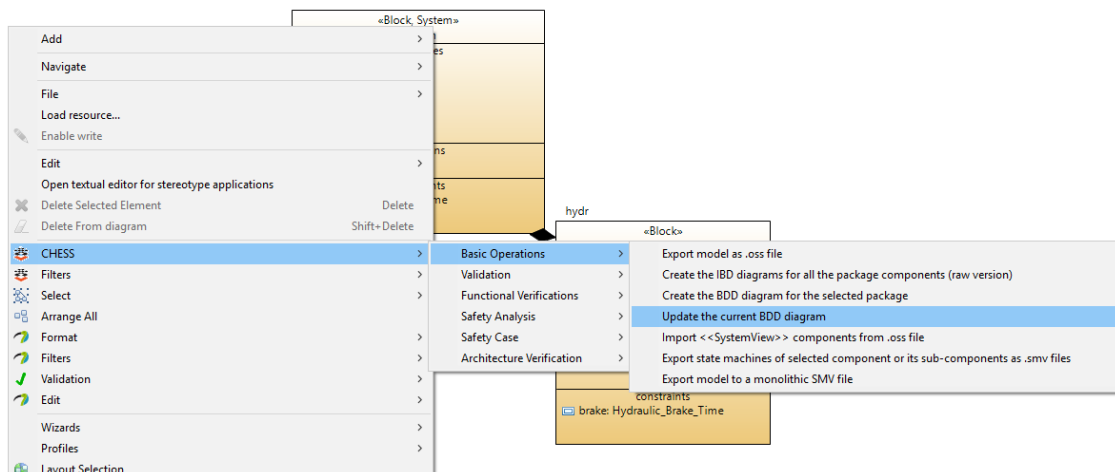 «Block, System»
Add
Navigate
File
Load resource...
Enable write
Edit
Open textual editor for stereotype applications
Delete Selected Element Delete
Delete From diagram Shift+Delete
hydr
«Block»
CHESS
Filters
Select
Arrange All
Format
Filters
Validation
Edit
Wizards
Profiles
Layout Selection
Basic Operations
Validation
Functional Verifications
Safety Analysis
Safety Case
Architecture Verification
Export model as .oss file
Create the IBD diagrams for all the package components (raw version)
Create the BDD diagram for the selected package
Update the current BDD diagram
Import <<SystemView>> components from .oss file
Export state machines of selected component or its sub-components as .smv files
Export model to a monolithic SMV file
constraints
brake: Hydraulic_Brake_Time